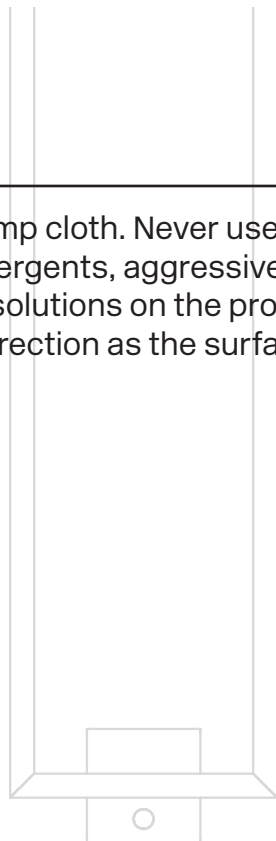 mp cloth. Never use
ergents, aggressive
solutions on the pro
rection as the surfa